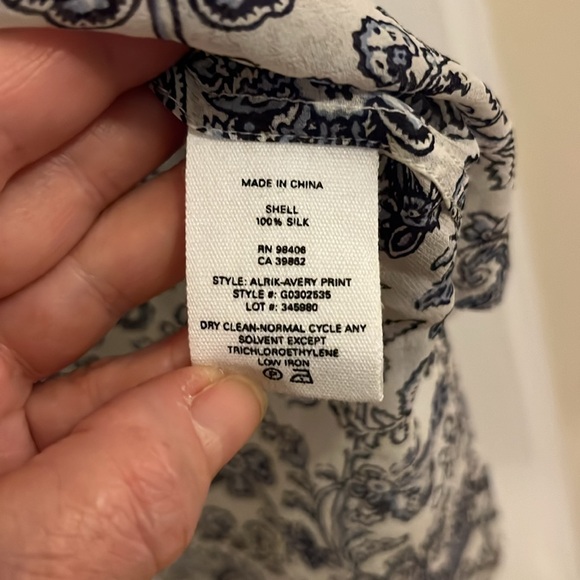 MADE IN CHINA
SHELL
100% SILK
RN 98406
CA 39862
STYLE: ALRIK-AVERY PRINT
STYLE #: G0302535
LOT #: 345980
DRY CLEAN-NORMAL CYCLE ANY
SOLVENT EXCEPT
TRICHLOROETHYLENE
LOW IRON
P